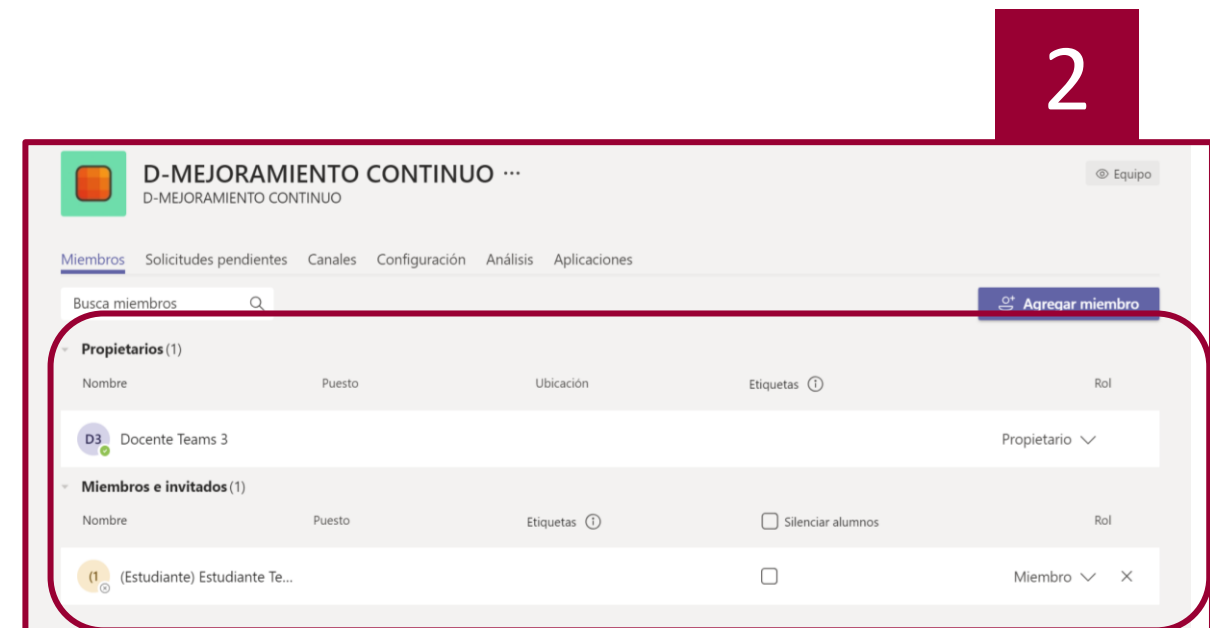 2
D-MEJORAMIENTO CONTINUO ...
D-MEJORAMIENTO CONTINUO
Equipo
Miembros Solicitudes pendientes Canales Configuración Análisis Aplicaciones
Busca miembros
Agregar miembro
Propietarios (1)
Nombre Puesto Ubicación Etiquetas Rol
D3 Docente Teams 3 Propietario
Miembros e invitados (1)
Nombre Puesto Etiquetas Silenciar alumnos Rol
(1 (Estudiante) Estudiante Te... Miembro